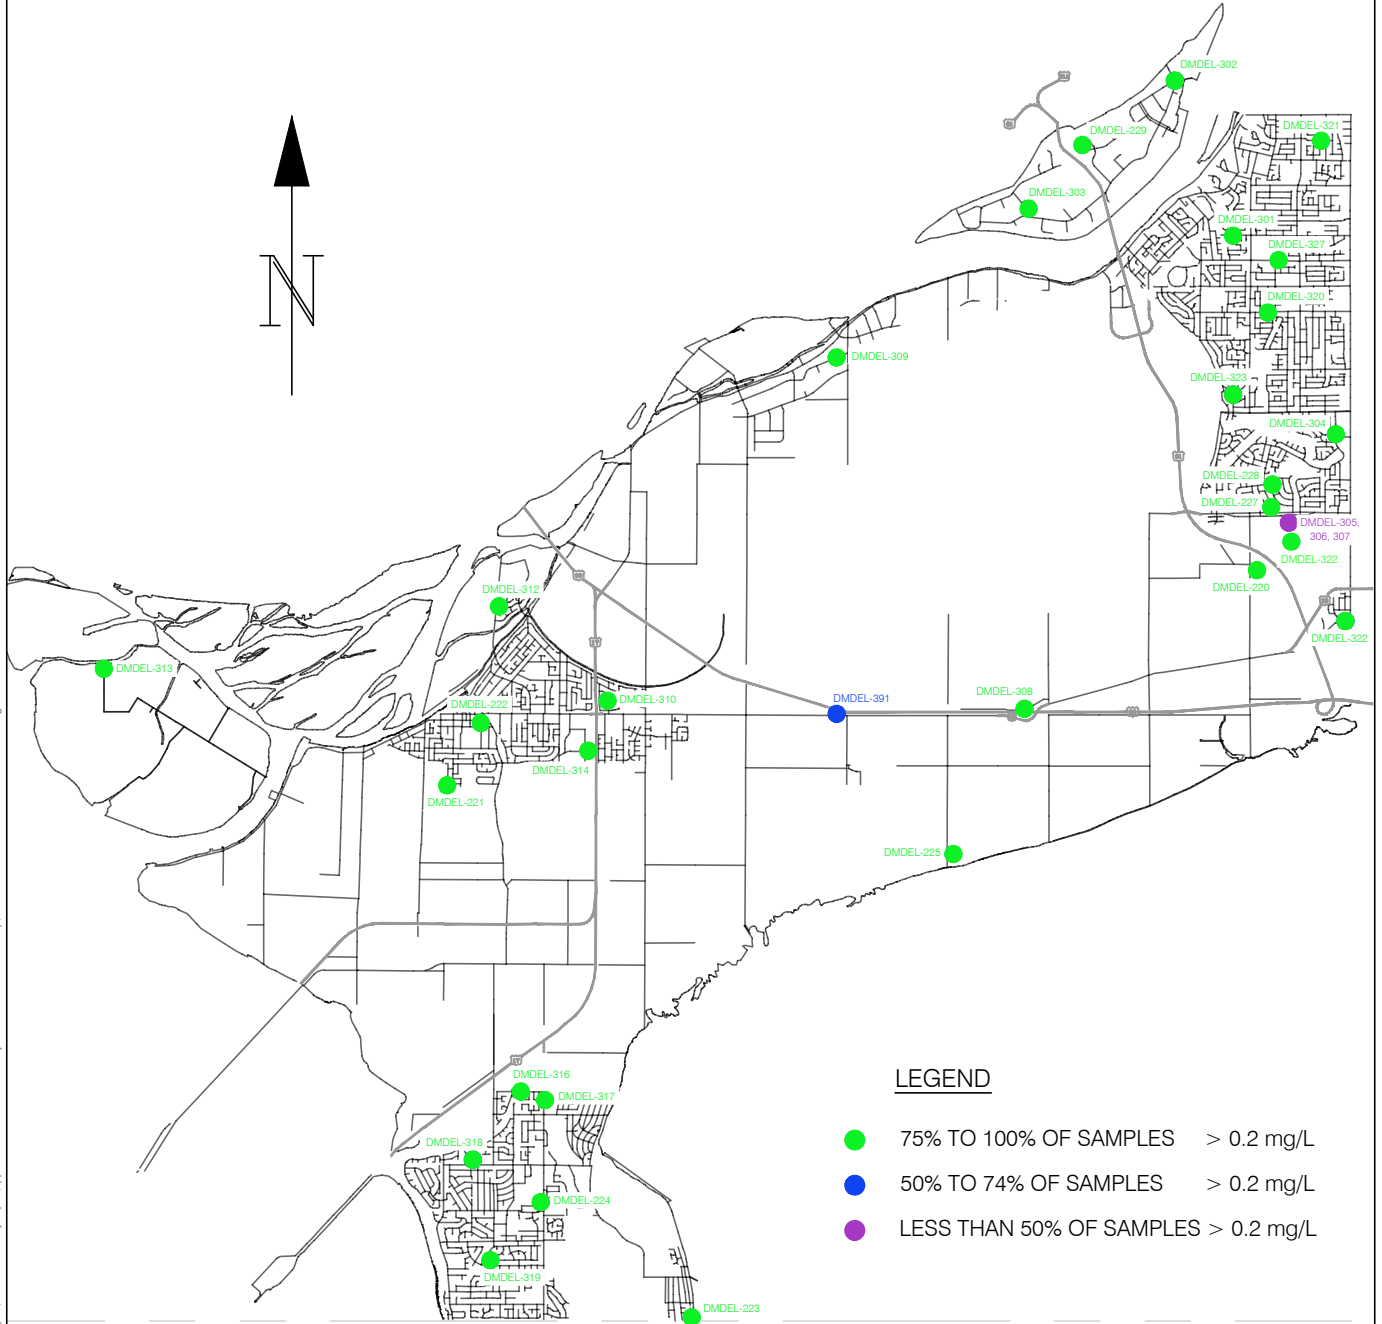 DMDEL-302
DMDEL-229
DMDEL-321
DMDEL-303
DMDEL-301
DMDEL-327
N
DMDEL-320
DMDEL-309
DMDEL-323
DMDEL-304
DMDEL-228
DMDEL-227
DMDEL-305,
306, 307
DMDEL-322
DMDEL-220
DMDEL-312
DMDEL-322
DMDEL-313
DMDEL-310
DMDEL-391
DMDEL-308
DMDEL-222
DMDEL-314
DMDEL-221
DMDEL-225
DMDEL-316
DMDEL-317
DMDEL-318
DMDEL-224
DMDEL-319
DMDEL-223
LEGEND
75% TO 100% OF SAMPLES > 0.2 mg/L
50% TO 74% OF SAMPLES > 0.2 mg/L
LESS THAN 50% OF SAMPLES > 0.2 mg/L